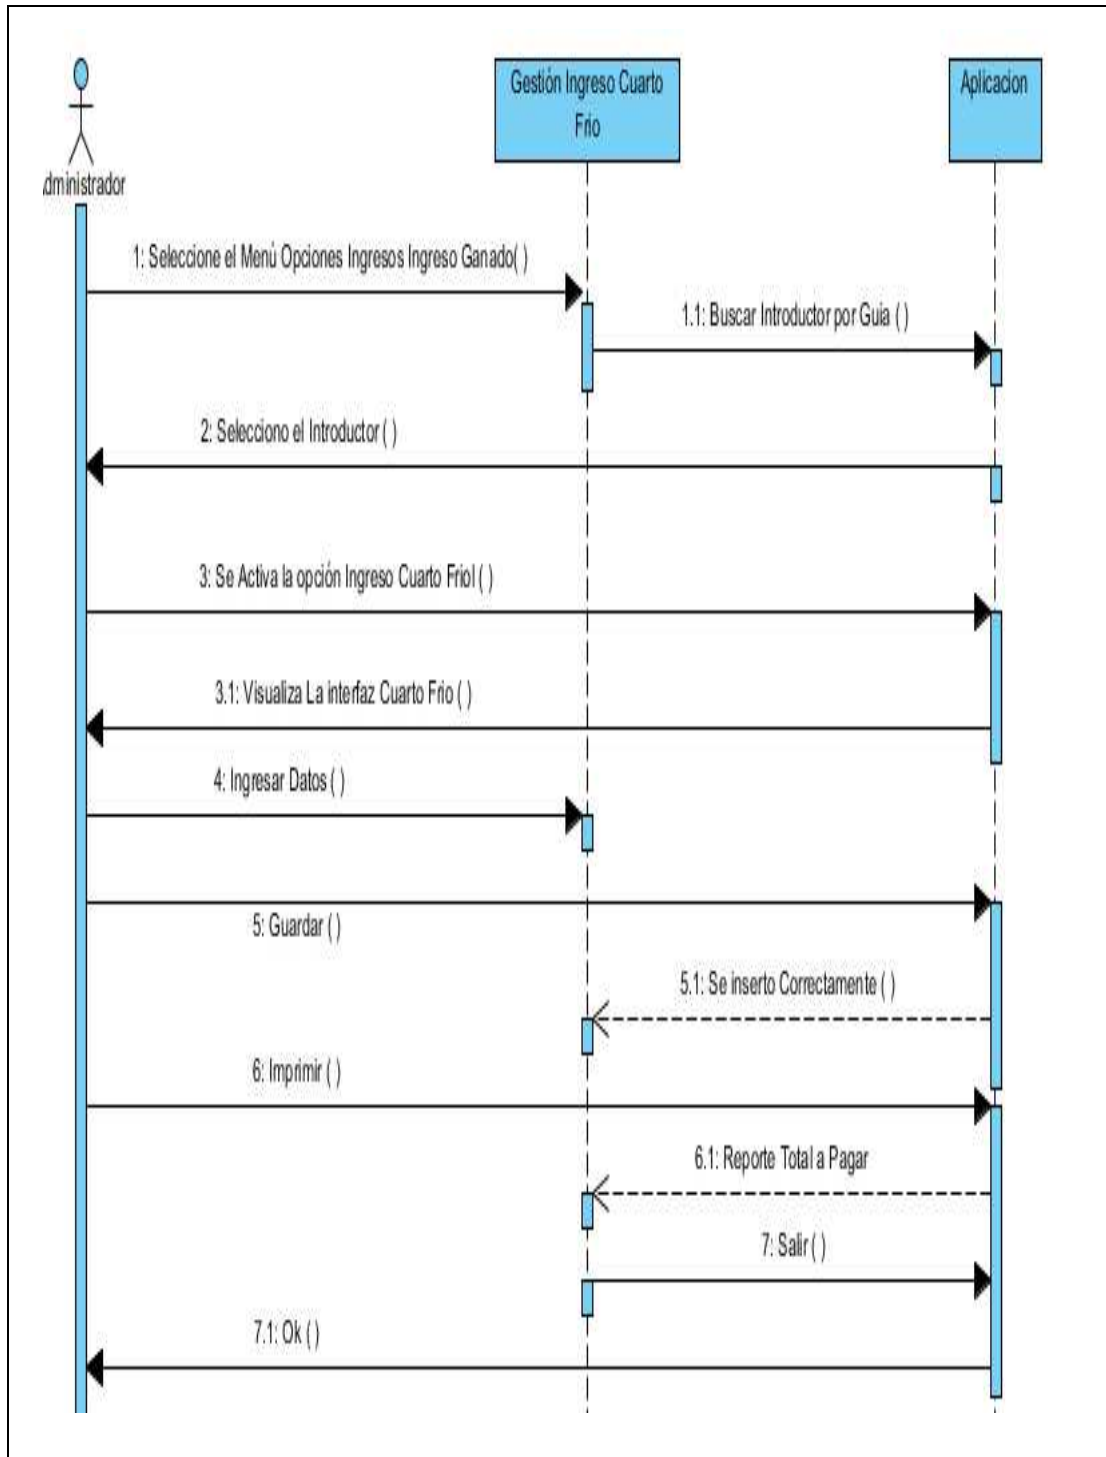 Gestión Ingreso Cuarto
Frio
Aplicacion
dministrador
1: Seleccione el Menú Opciones Ingresos Ingreso Ganado( )
1.1: Buscar Introductor por Guia ( )
2: Selecciono el Introductor ( )
3: Se Activa la opción Ingreso Cuarto Friol ( )
3.1: Visualiza La interfaz Cuarto Frio ( )
4: Ingresar Datos ( )
5: Guardar ( )
5.1: Se inserto Correctamente ( )
6: Imprimir ( )
6.1: Reporte Total a Pagar
7: Salir ( )
7.1: Ok ( )